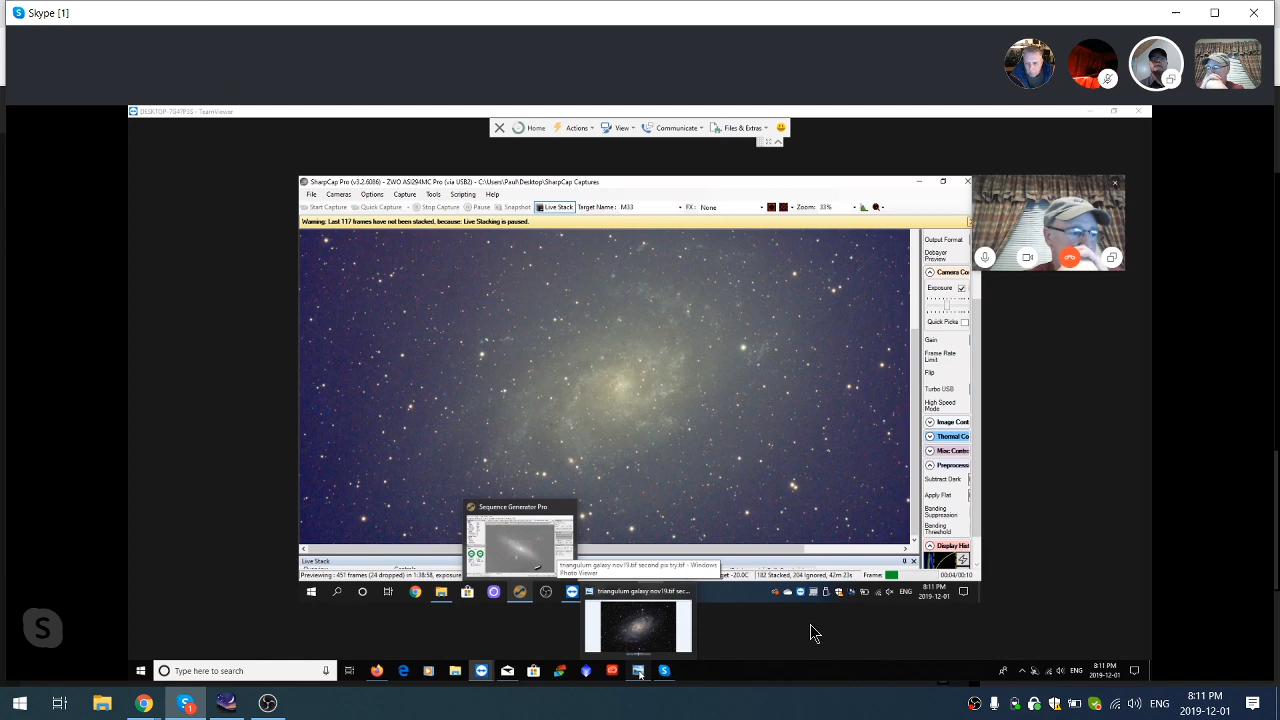 Skype [1]
DESKTOP-7G47P3S - TeamViewer
Home Actions View Communicate Files & Extras
SharpCap Pro (v3.2.6086) - ZWO ASI294MC Pro (via USB2) - C:\Users\Paul\Desktop\SharpCap Captures
File Cameras Options Capture Tools Scripting Help
Start Capture Quick Capture Stop Capture Pause Snapshot Live Stack Target Name: M33 FX: None Zoom: 33%
Warning: Last 117 frames have not been stacked, because: Live Stacking is paused.
Output Format
Debayer
Preview
Camera Co
Exposure
Quick Picks
Gain
Frame Rate
Limit
Flip
Turbo USB
High Speed
Mode
Image Cont
Thermal Co
Misc Contro
Preprocess
Subtract Dark
Apply Flat
Banding
Suppression
Banding
Threshold
Display Hist
Sequence Generator Pro
Live Stack
triangulum galaxy nov19.tif second pix try.tif - Windows
Photo Viewer
Previewing : 451 frames (24 dropped) in 1:38:58, exposure
get -20.0C
182 Stacked, 204 Ignored, 42m 23s
Frame:
00:04/00:10
triangulum galaxy nov19.tif sec...
ENG
8:11 PM
2019-12-01
Type here to search
ENG
8:11 PM
2019-12-01
1
ENG
8:11 PM
2019-12-01